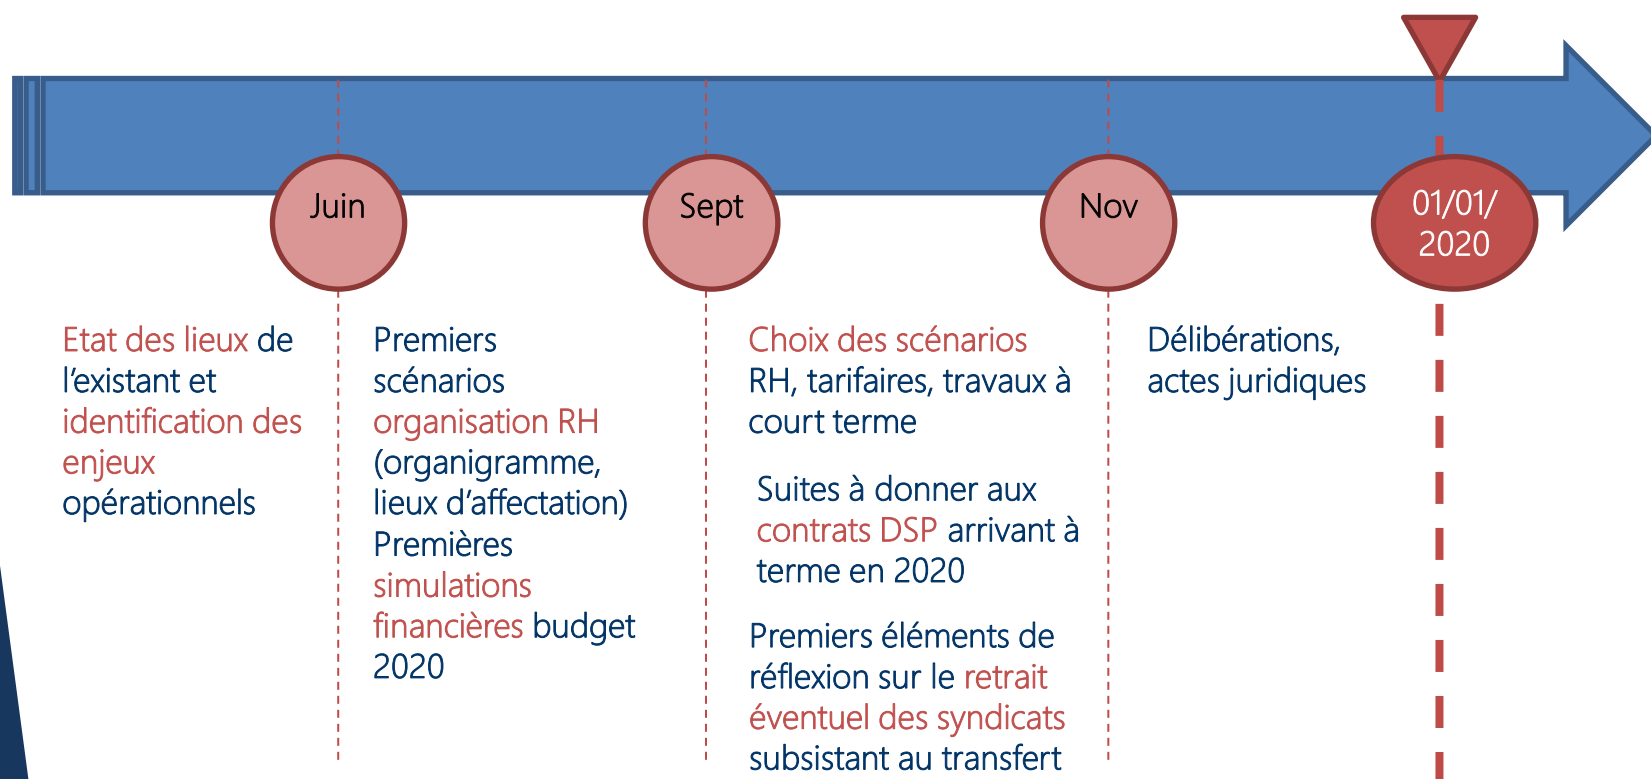 Juin
Sept
Nov
01/01/
2020
Etat des lieux de
l’existant et
identification des
enjeux
opérationnels
Premiers
scénarios
organisation RH
(organigramme,
lieux d’affectation)
Premières
simulations
financières budget
2020
Choix des scénarios
RH, tarifaires, travaux à
court terme
Suites à donner aux
contrats DSP arrivant à
terme en 2020
Premiers éléments de
réflexion sur le retrait
éventuel des syndicats
subsistant au transfert
Délibérations,
actes juridiques